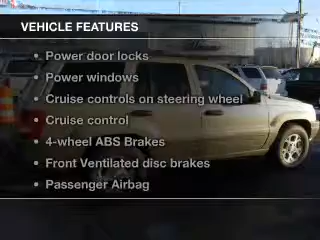 VEHICLE FEATURES
• Power door locks
• Power windows
• Cruise controls on steering wheel
• Cruise control
• 4-wheel ABS Brakes
• Front Ventilated disc brakes
• Passenger Airbag